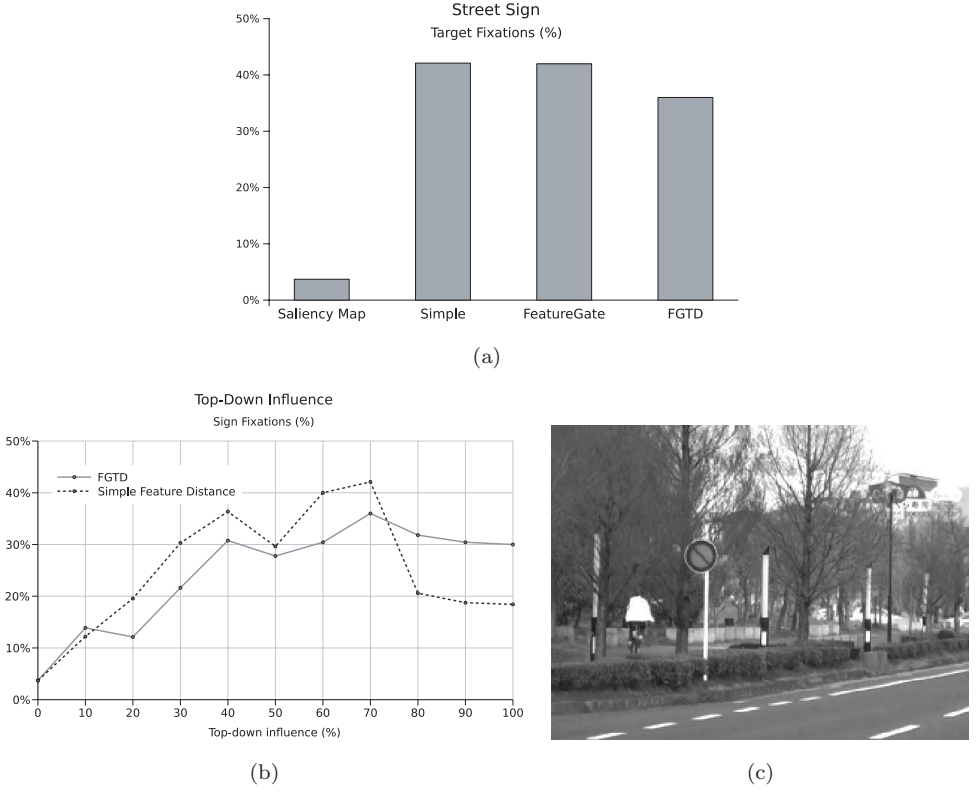 Street Sign
Target Fixations (%)
50%
40%
30%
20%
10%
0%
Saliency Map Simple FeatureGate FGTD
(a)
Top-Down Influence
Sign Fixations (%)
50%
40%
30%
20%
10%
0%
FGTD
Simple Feature Distance
0 10 20 30 40 50 60 70 80 90 100
Top-down influence (%)
(b)
(c)